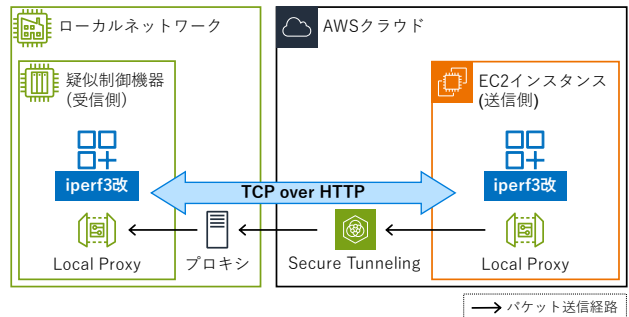 ローカルネットワーク
AWSクラウド
疑似制御機器
(受信側)
EC2インスタンス
(送信側)
iperf3改
iperf3改
TCP over HTTP
Local Proxy
プロキシ
Secure Tunneling
Local Proxy
パケット送信経路